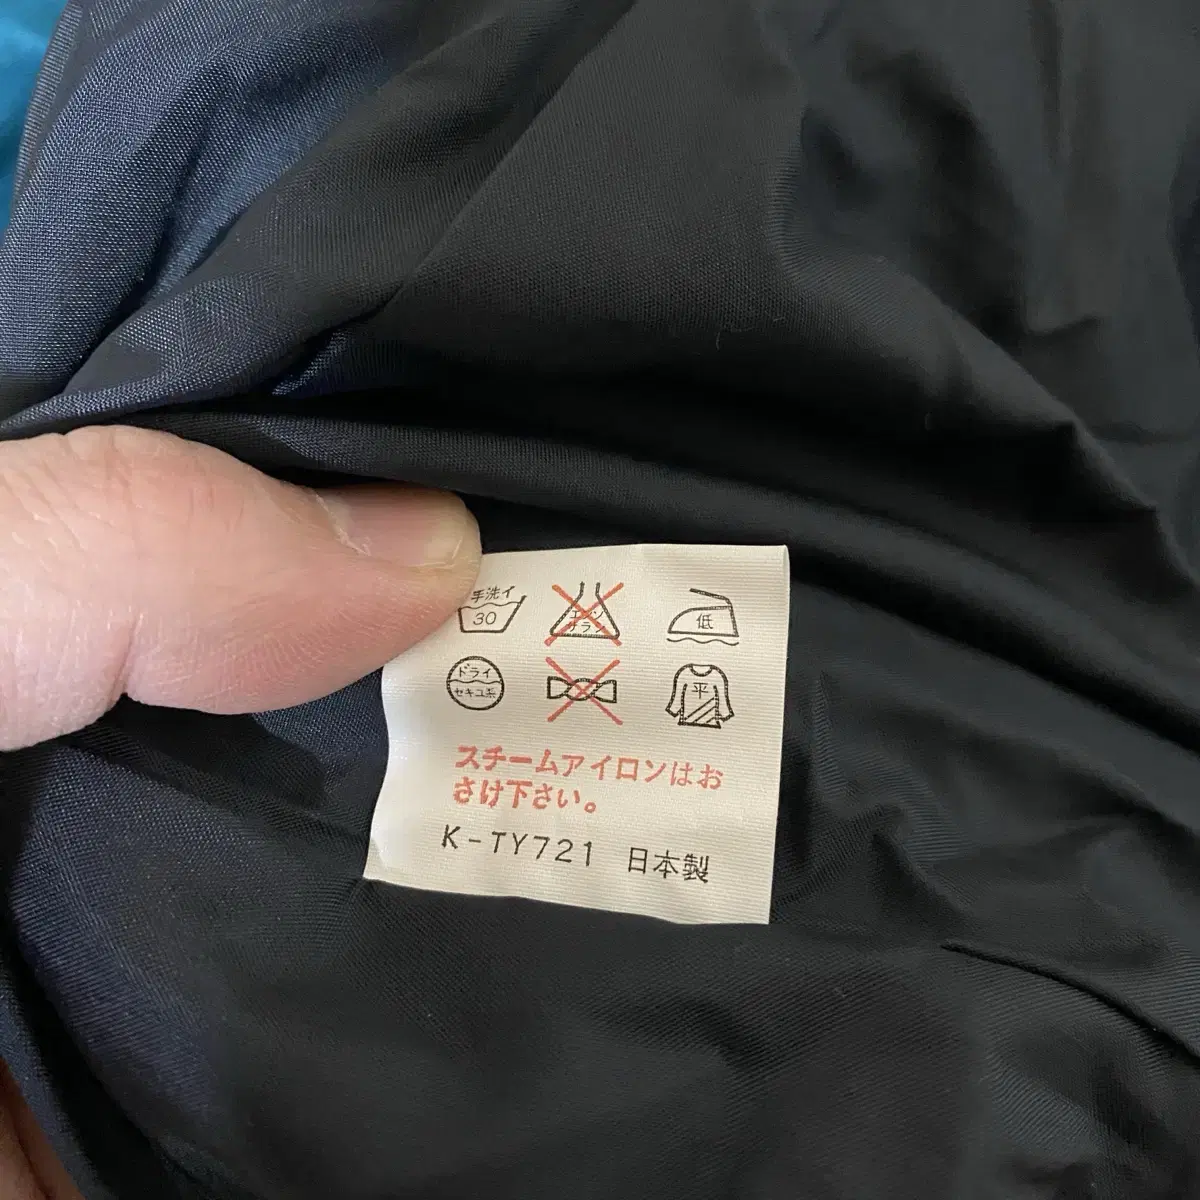 手洗イ
30
エンソ
サラシ
低
ドライ
セキユ系
平
スチームアイロンはお
さけ下さい。
K-TY721 日本製